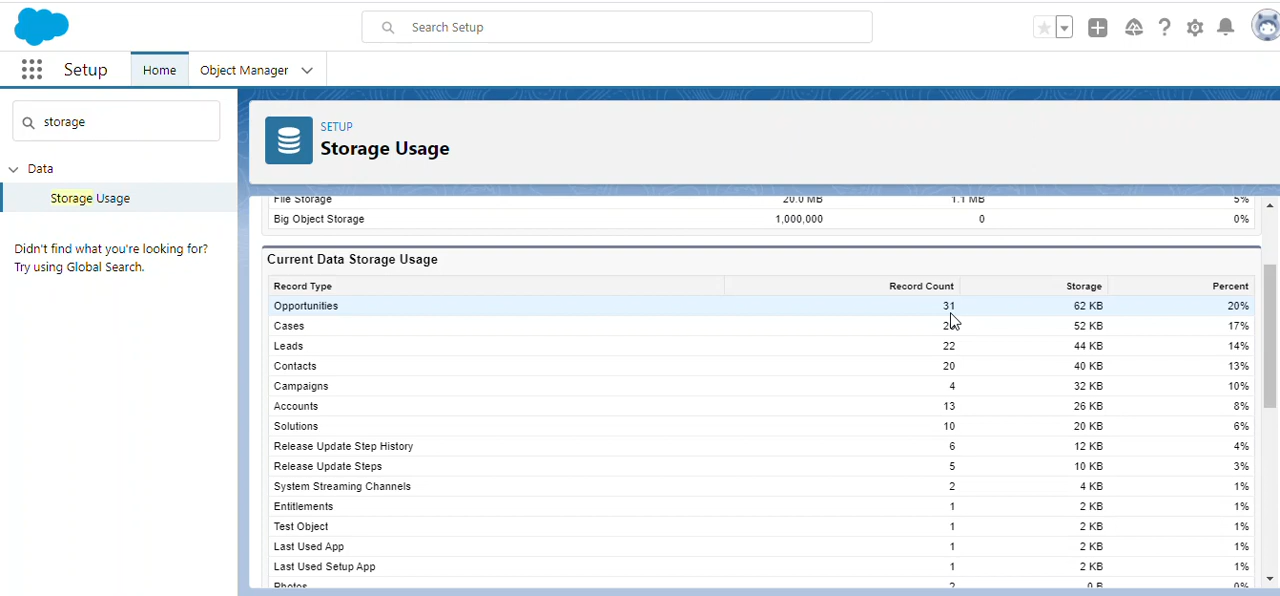 Search Setup
Setup
Home
Object Manager
storage
Data
Storage Usage
Didn't find what you're looking for?
Try using Global Search.
SETUP
Storage Usage
File Storage 20.0 MB 1.1 MB 5%
Big Object Storage 1,000,000 0 0%
Current Data Storage Usage
Record Type Record Count Storage Percent
Opportunities 31 62 KB 20%
Cases 52 KB 17%
Leads 22 44 KB 14%
Contacts 20 40 KB 13%
Campaigns 4 32 KB 10%
Accounts 13 26 KB 8%
Solutions 10 20 KB 6%
Release Update Step History 6 12 KB 4%
Release Update Steps 5 10 KB 3%
System Streaming Channels 2 4 KB 1%
Entitlements 1 2 KB 1%
Test Object 1 2 KB 1%
Last Used App 1 2 KB 1%
Last Used Setup App 1 2 KB 1%
Photos 2 0 B 0%